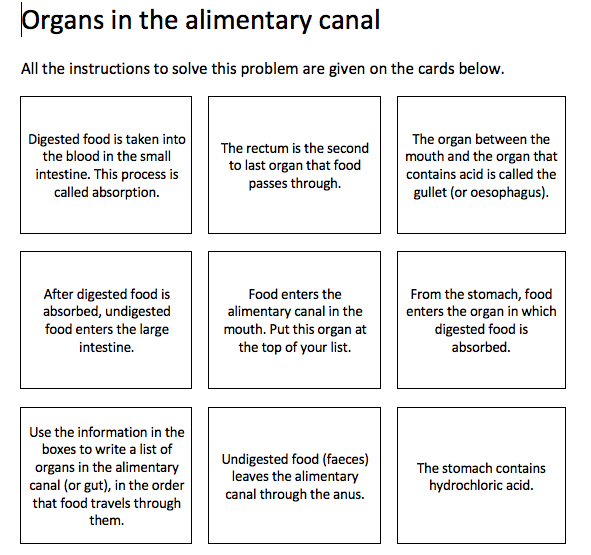 Organs in the alimentary canal
All the instructions to solve this problem are given on the cards below.
Digested food is taken into
the blood in the small
intestine. This process is
called absorption.
The rectum is the second
to last organ that food
passes through.
The organ between the
mouth and the organ that
contains acid is called the
gullet (or oesophagus).
After digested food is
absorbed, undigested
food enters the large
intestine.
Food enters the
alimentary canal in the
mouth. Put this organ at
the top of your list.
From the stomach, food
enters the organ in which
digested food is
absorbed.
Use the information in the
boxes to write a list of
organs in the alimentary
canal (or gut), in the order
that food travels through
them.
Undigested food (faeces)
leaves the alimentary
canal through the anus.
The stomach contains
hydrochloric acid.